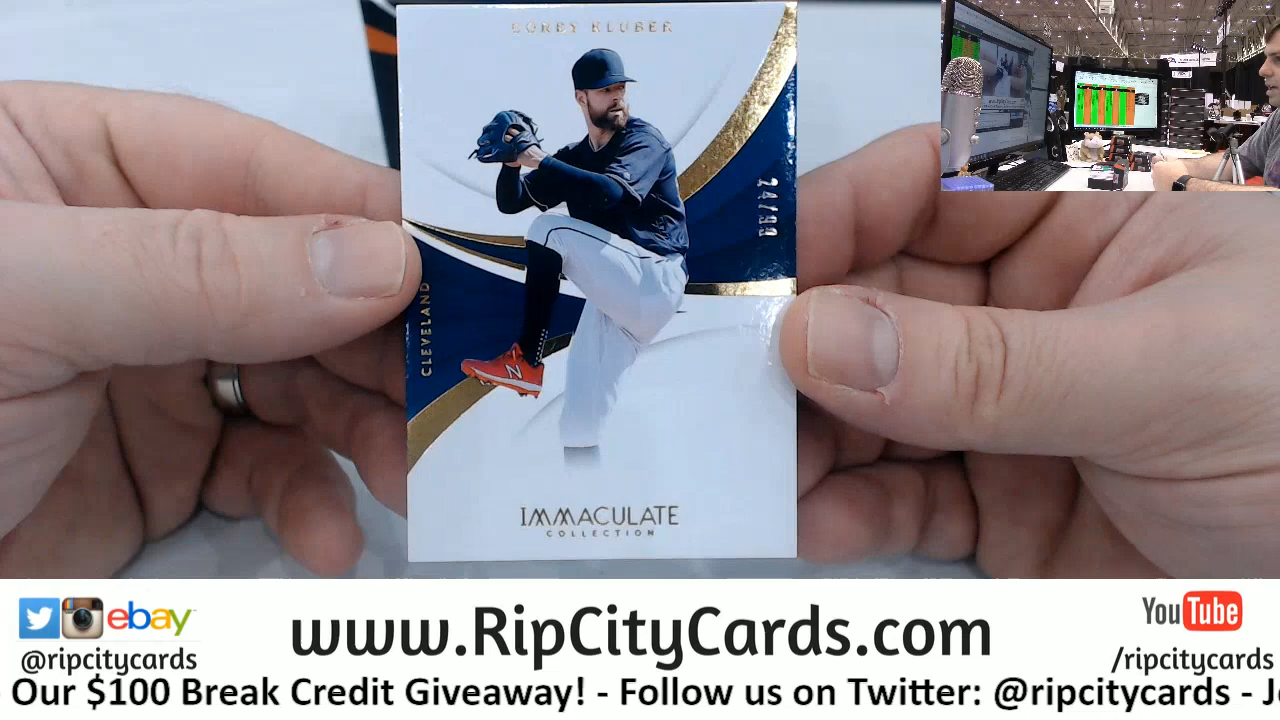 COREY KLUBER
24/99
CLEVELAND
IMMACULATE
COLLECTION
ebay
@ripcitycards
www.RipCityCards.com
YouTube
/ripcitycards
Our $100 Break Credit Giveaway! - Follow us on Twitter: @ripcitycards -